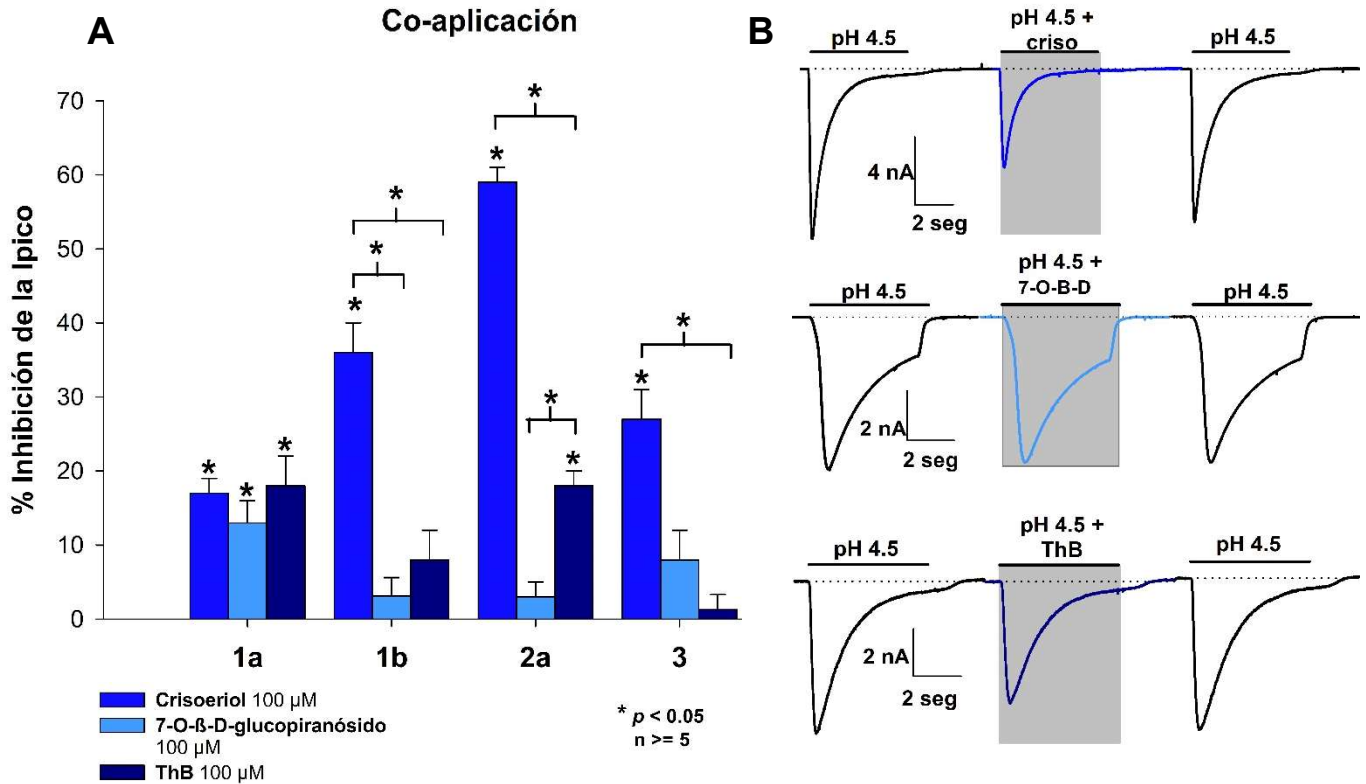 A
Co-aplicación
% Inhibición de la Ipico
70
60
50
40
30
20
10
0
*
*
*
*
*
*
*
*
*
*
*
*
1a
1b
2a
3
Crisoeriol 100 µM
7-O-ß-D-glucopiranósido
100 µM
ThB 100 µM
* p < 0.05
n >= 5
B
pH 4.5
pH 4.5 +
criso
pH 4.5
4 nA
2 seg
pH 4.5
pH 4.5 +
7-O-B-D
pH 4.5
2 nA
2 seg
pH 4.5
pH 4.5 +
ThB
pH 4.5
2 nA
2 seg